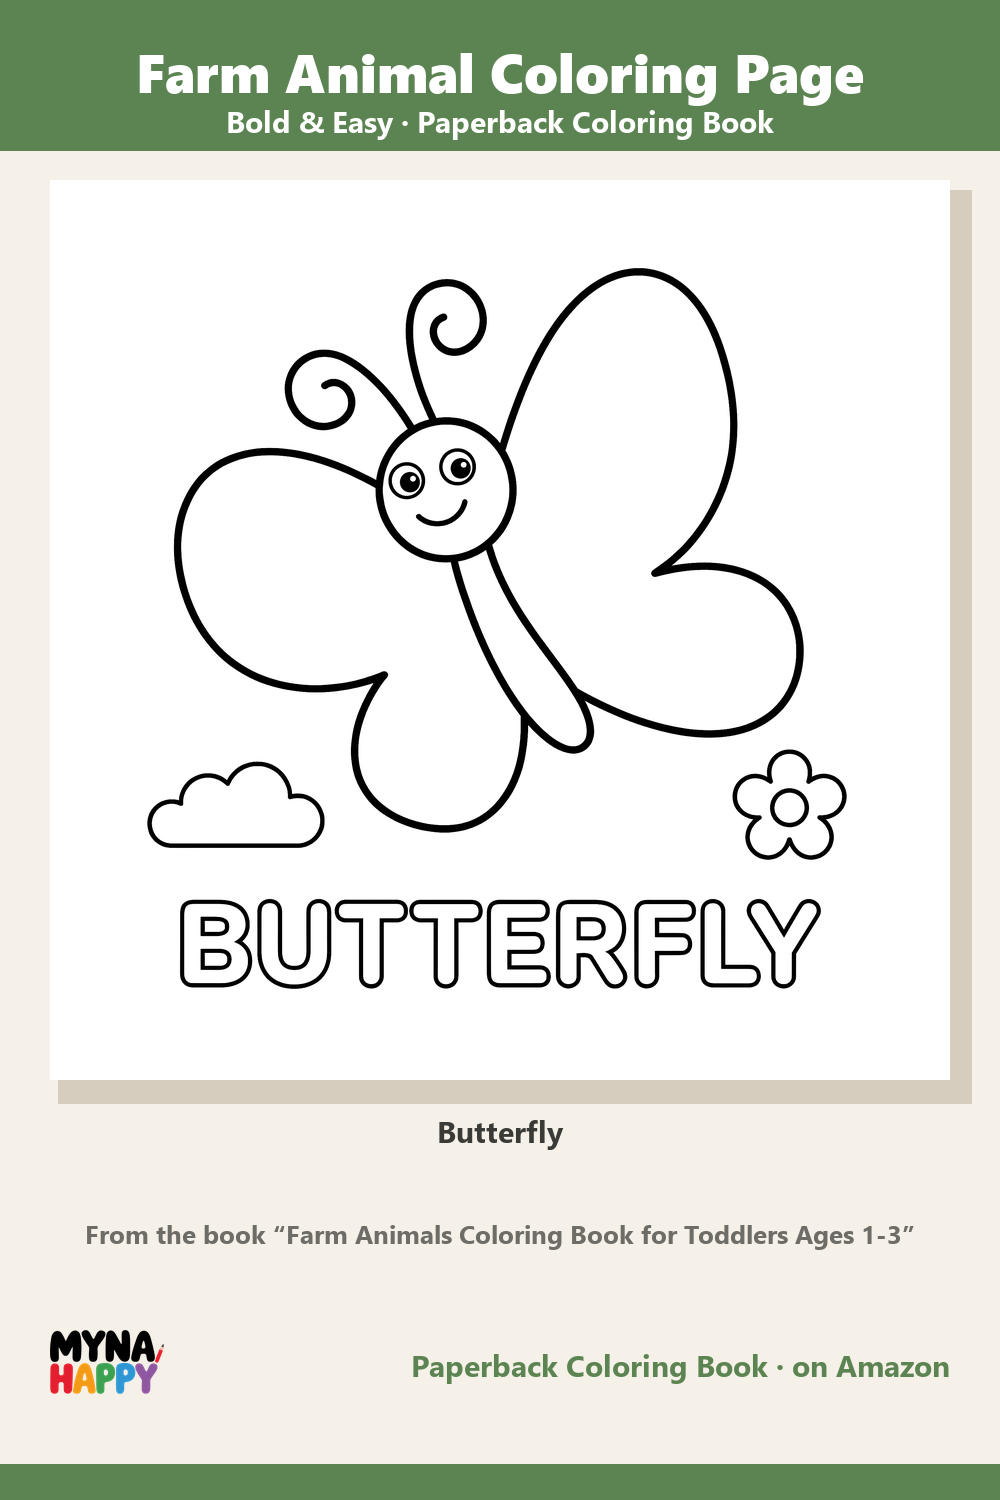 Farm Animal Coloring Page
Bold & Easy · Paperback Coloring Book
BUTTERFLY
Butterfly
From the book “Farm Animals Coloring Book for Toddlers Ages 1-3”
MYNA
HAPPY
Paperback Coloring Book · on Amazon